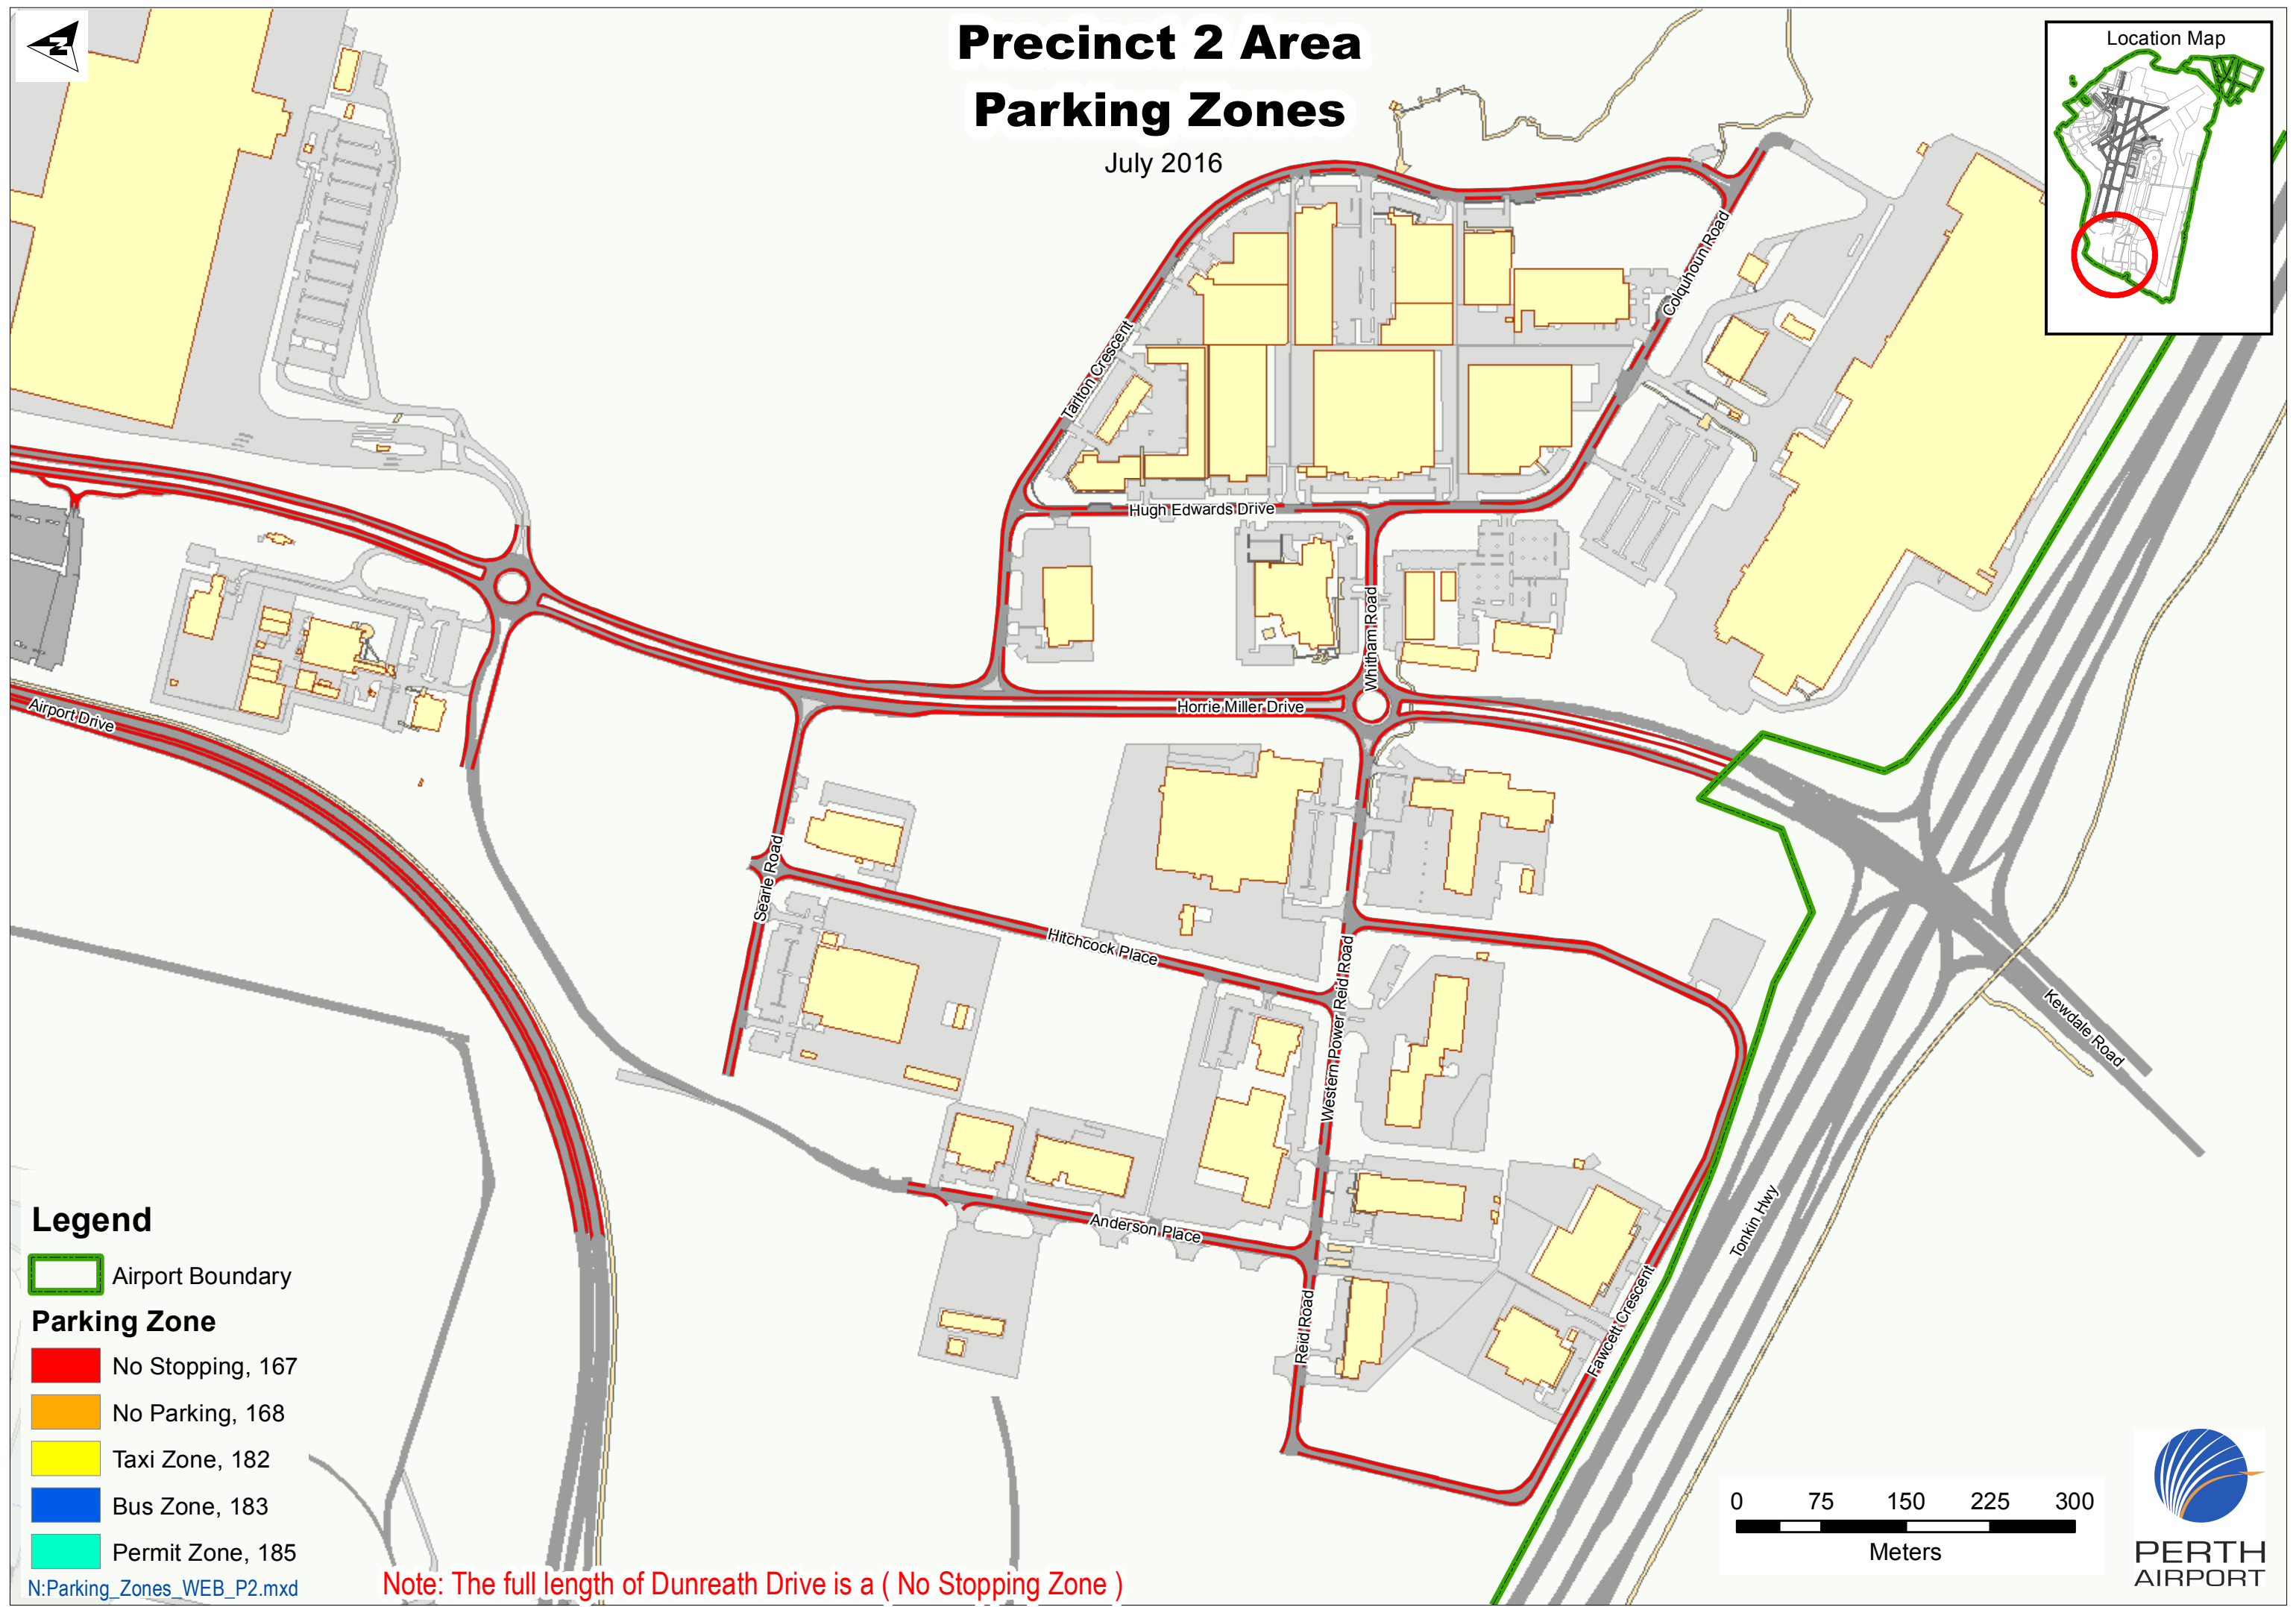 Precinct 2 Area
Parking Zones
July 2016
N
Location Map
Tarlton Crescent
Colquhoun Road
Hugh Edwards Drive
Whitham Road
Horrie Miller Drive
Airport Drive
Searle Road
Hitchcock Place
Western Power Reid Road
Kewdale Road
Tonkin Hwy
Anderson Place
Reid Road
Fawcett Crescent
Legend
Airport Boundary
Parking Zone
No Stopping, 167
No Parking, 168
Taxi Zone, 182
Bus Zone, 183
Permit Zone, 185
N:Parking_Zones_WEB_P2.mxd
Note: The full length of Dunreath Drive is a ( No Stopping Zone )
0 75 150 225 300
Meters
PERTH
AIRPORT